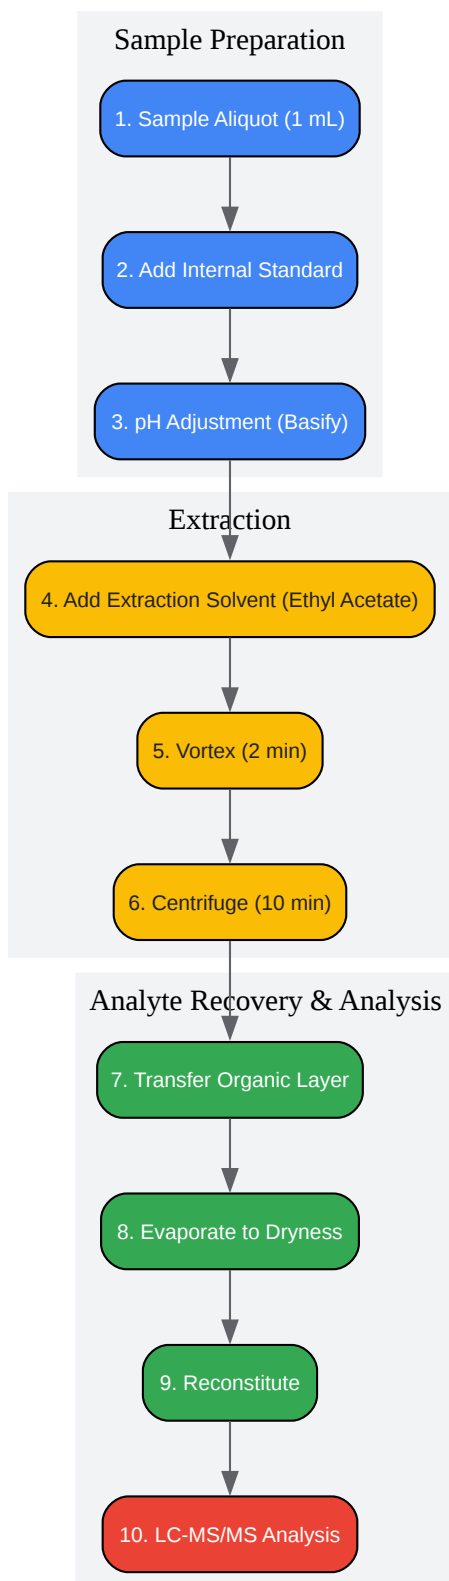 Sample Preparation
1. Sample Aliquot (1 mL)
2. Add Internal Standard
3. pH Adjustment (Basify)
Extraction
4. Add Extraction Solvent (Ethyl Acetate)
5. Vortex (2 min)
6. Centrifuge (10 min)
Analyte Recovery & Analysis
7. Transfer Organic Layer
8. Evaporate to Dryness
9. Reconstitute
10. LC-MS/MS Analysis